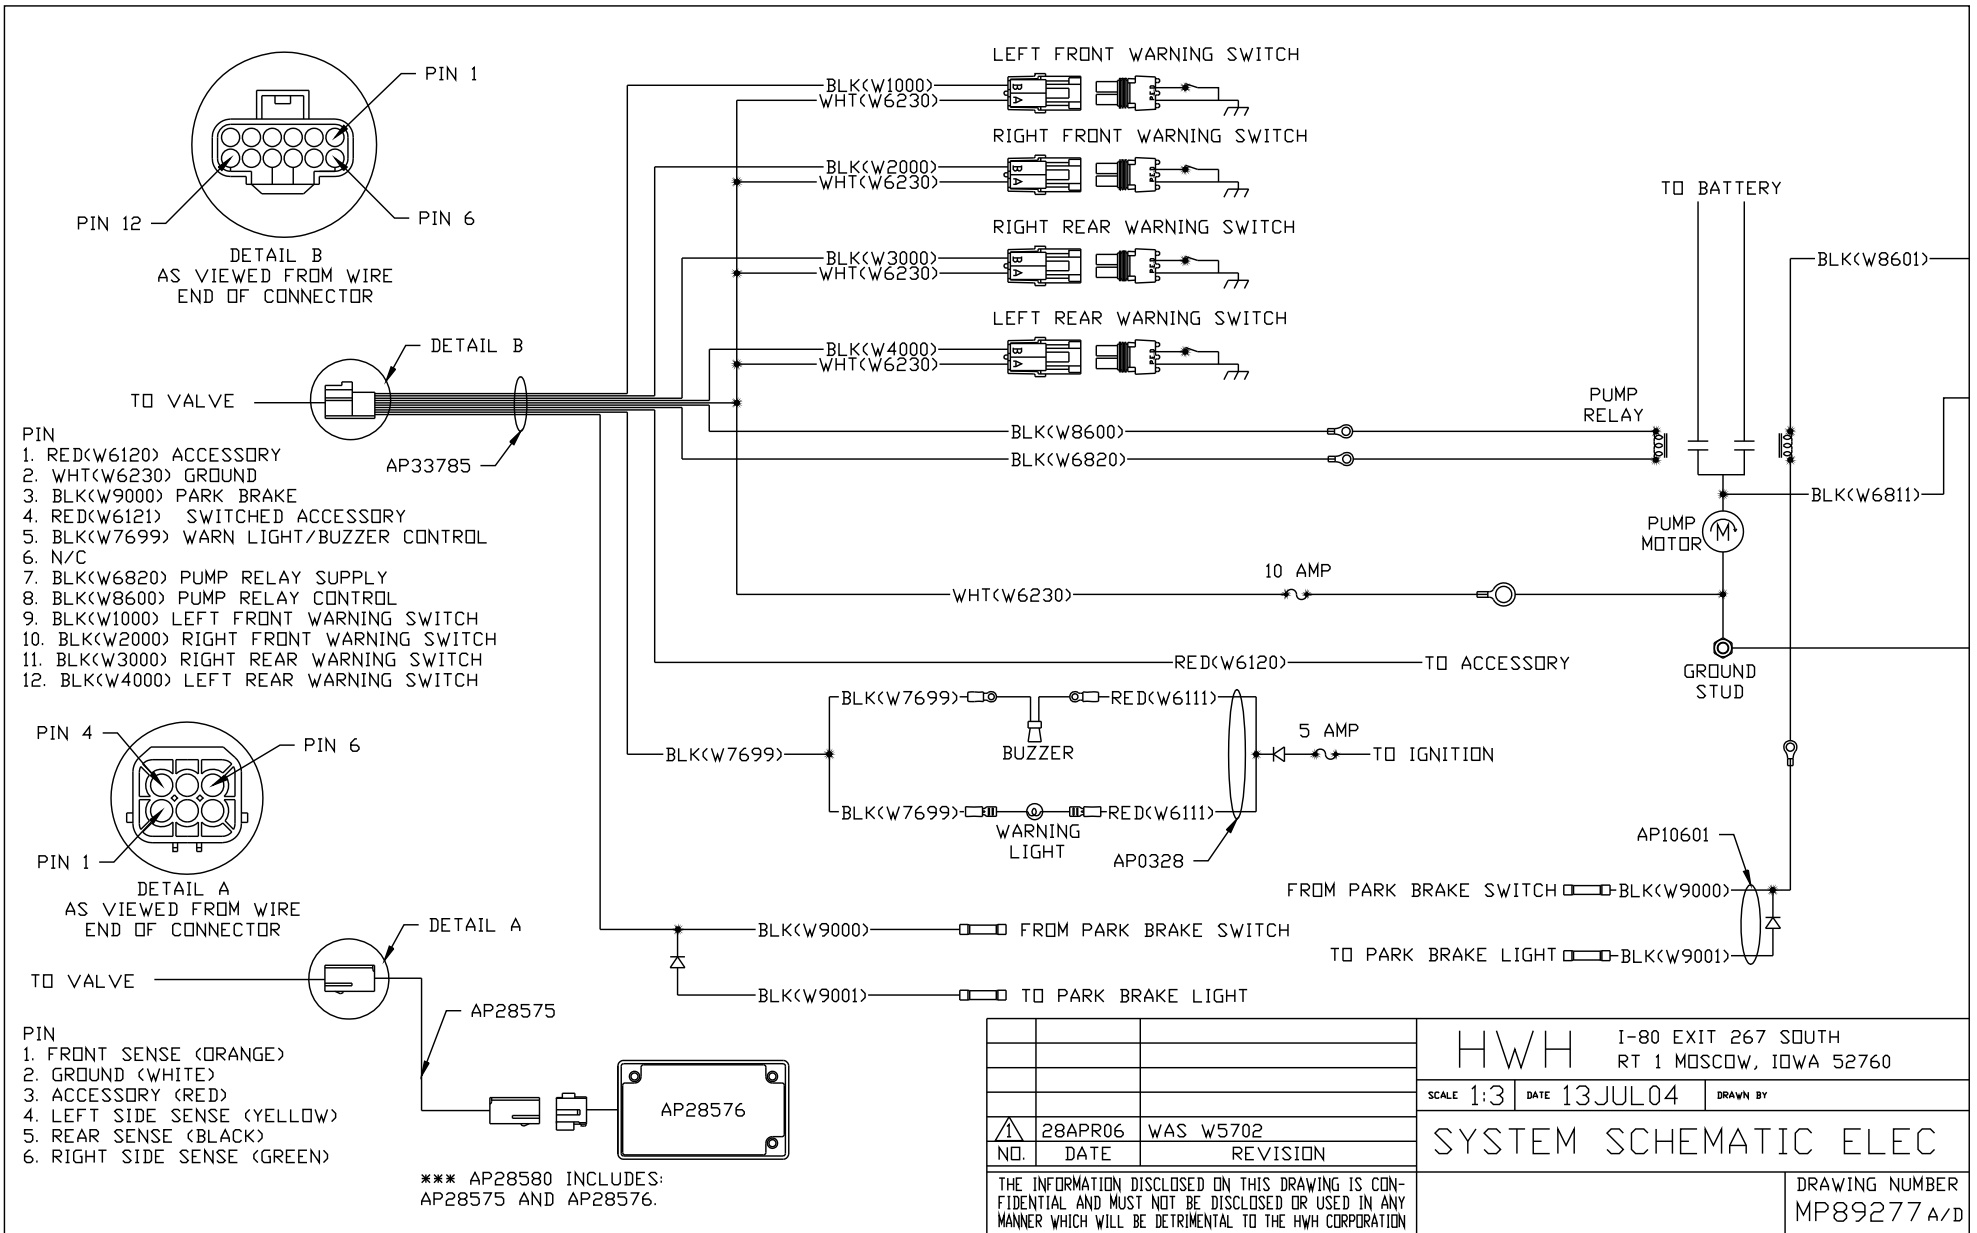 PIN 1
PIN 12
PIN 6
DETAIL B
AS VIEWED FROM WIRE
END OF CONNECTOR
DETAIL B
TO VALVE
AP33785
PIN
1. RED(W6120) ACCESSORY
2. WHT(W6230) GROUND
3. BLK(W9000) PARK BRAKE
4. RED(W6121) SWITCHED ACCESSORY
5. BLK(W7699) WARN LIGHT/BUZZER CONTROL
6. N/C
7. BLK(W6820) PUMP RELAY SUPPLY
8. BLK(W8600) PUMP RELAY CONTROL
9. BLK(W1000) LEFT FRONT WARNING SWITCH
10. BLK(W2000) RIGHT FRONT WARNING SWITCH
11. BLK(W3000) RIGHT REAR WARNING SWITCH
12. BLK(W4000) LEFT REAR WARNING SWITCH
PIN 4
PIN 6
PIN 1
DETAIL A
AS VIEWED FROM WIRE
END OF CONNECTOR
DETAIL A
TO VALVE
AP28575
PIN
1. FRONT SENSE (ORANGE)
2. GROUND (WHITE)
3. ACCESSORY (RED)
4. LEFT SIDE SENSE (YELLOW)
5. REAR SENSE (BLACK)
6. RIGHT SIDE SENSE (GREEN)
AP28576
*** AP28580 INCLUDES:
AP28575 AND AP28576.
LEFT FRONT WARNING SWITCH
BLK(W1000)
WHT(W6230)
B
A
RIGHT FRONT WARNING SWITCH
BLK(W2000)
WHT(W6230)
B
A
RIGHT REAR WARNING SWITCH
BLK(W3000)
WHT(W6230)
B
A
LEFT REAR WARNING SWITCH
BLK(W4000)
WHT(W6230)
B
A
BLK(W8600)
BLK(W6820)
PUMP
RELAY
TO BATTERY
BLK(W8601)
BLK(W6811)
PUMP
MOTOR
M
WHT(W6230)
10 AMP
GROUND
STUD
RED(W6120)
TO ACCESSORY
BLK(W7699)
BLK(W7699)
RED(W6111)
BUZZER
5 AMP
TO IGNITION
BLK(W7699)
RED(W6111)
WARNING
LIGHT
AP0328
AP10601
FROM PARK BRAKE SWITCH
BLK(W9000)
TO PARK BRAKE LIGHT
BLK(W9001)
BLK(W9000)
FROM PARK BRAKE SWITCH
BLK(W9001)
TO PARK BRAKE LIGHT
1
28APR06
WAS W5702
NO.
DATE
REVISION
THE INFORMATION DISCLOSED ON THIS DRAWING IS CON-
FIDENTIAL AND MUST NOT BE DISCLOSED OR USED IN ANY
MANNER WHICH WILL BE DETRIMENTAL TO THE HWH CORPORATION
HWH
I-80 EXIT 267 SOUTH
RT 1 MOSCOW, IOWA 52760
SCALE 1:3
DATE 13JUL04
DRAWN BY
SYSTEM SCHEMATIC ELEC
DRAWING NUMBER
MP89277 A/D